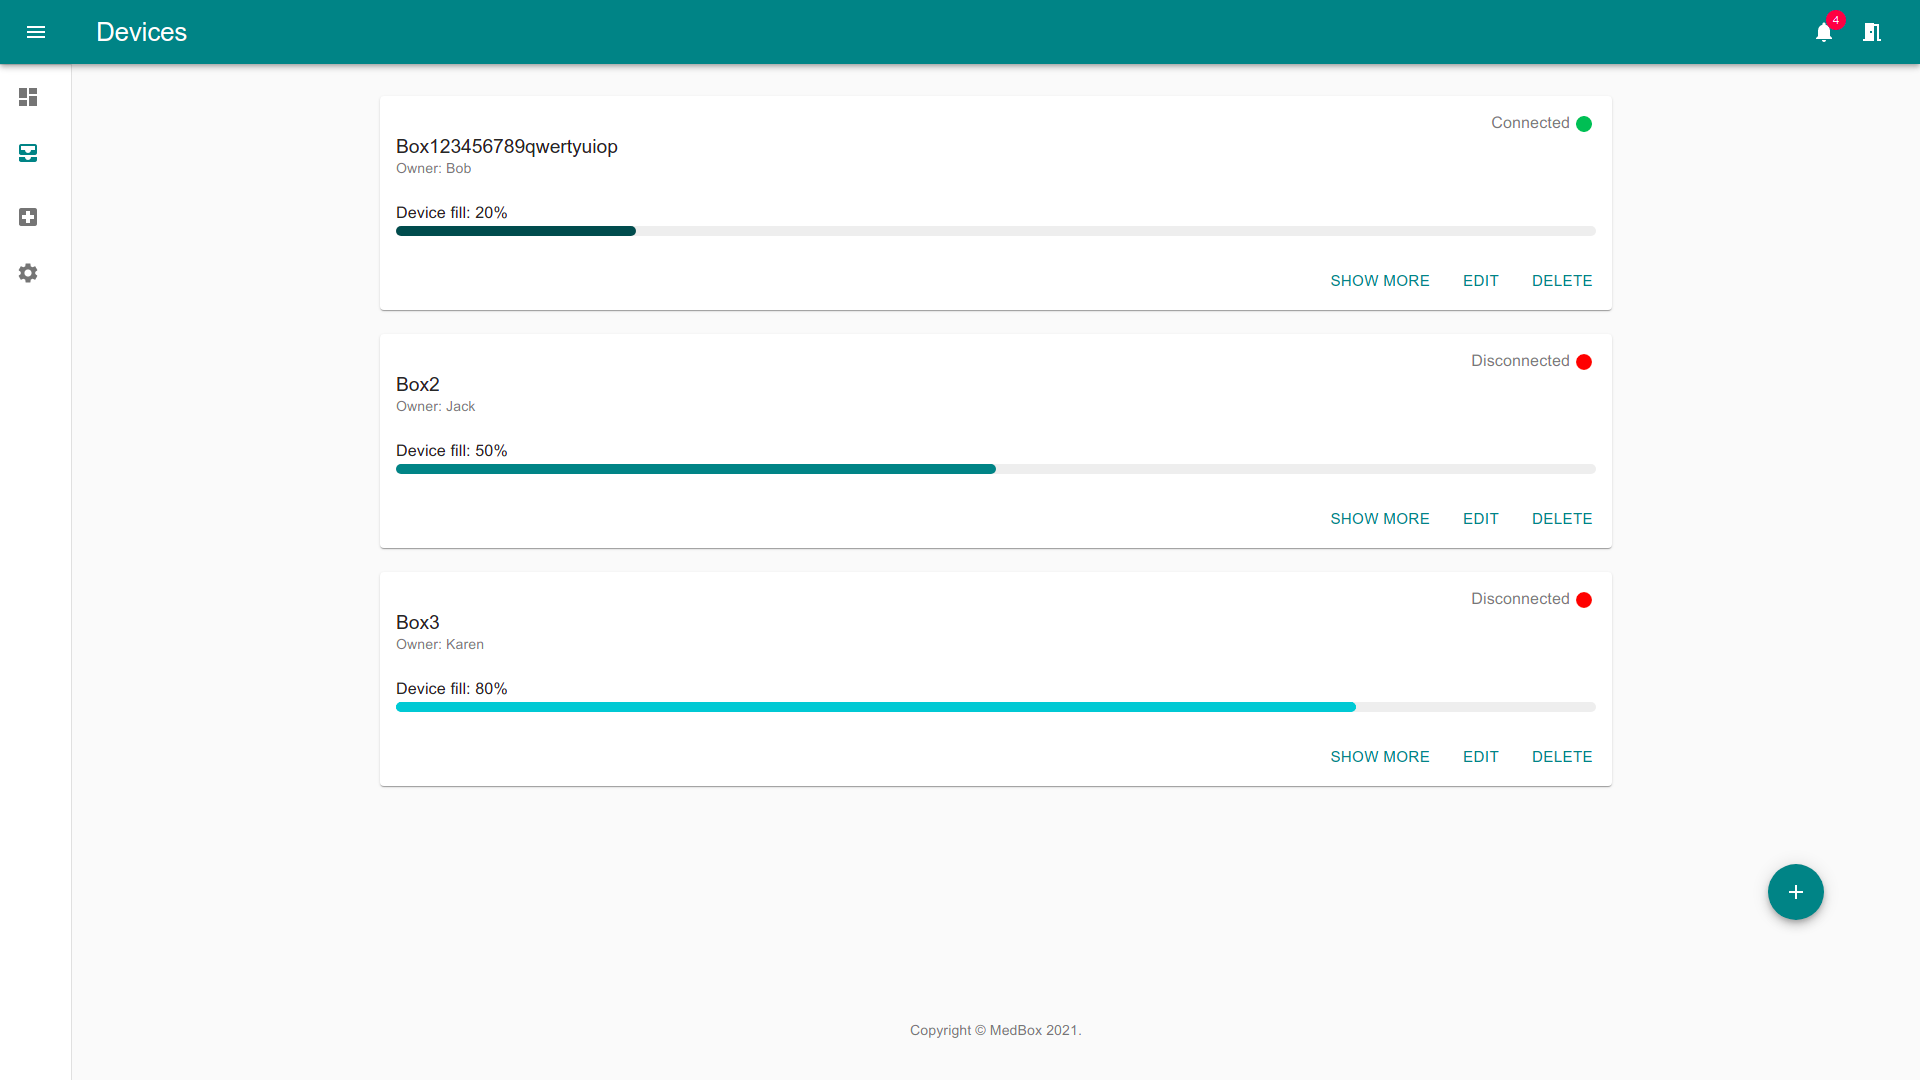 Devices
4
Connected
Box123456789qwertyuiop
Owner: Bob
Device fill: 20%
SHOW MORE EDIT DELETE
Disconnected
Box2
Owner: Jack
Device fill: 50%
SHOW MORE EDIT DELETE
Disconnected
Box3
Owner: Karen
Device fill: 80%
SHOW MORE EDIT DELETE
Copyright © MedBox 2021.